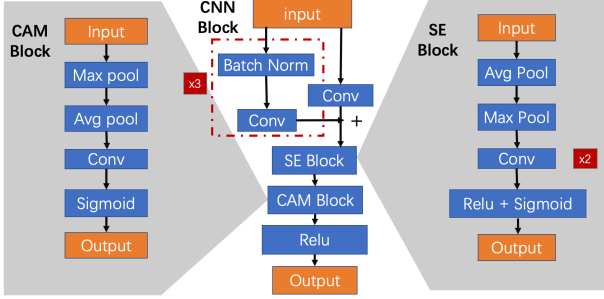 CAM
Block
Input
Max pool
Avg pool
Conv
Sigmoid
Output
x3
CNN
Block
input
Batch Norm
Conv
Conv
+
SE Block
CAM Block
Relu
Output
SE
Block
Input
Avg Pool
Max Pool
Conv
x2
Relu + Sigmoid
Output